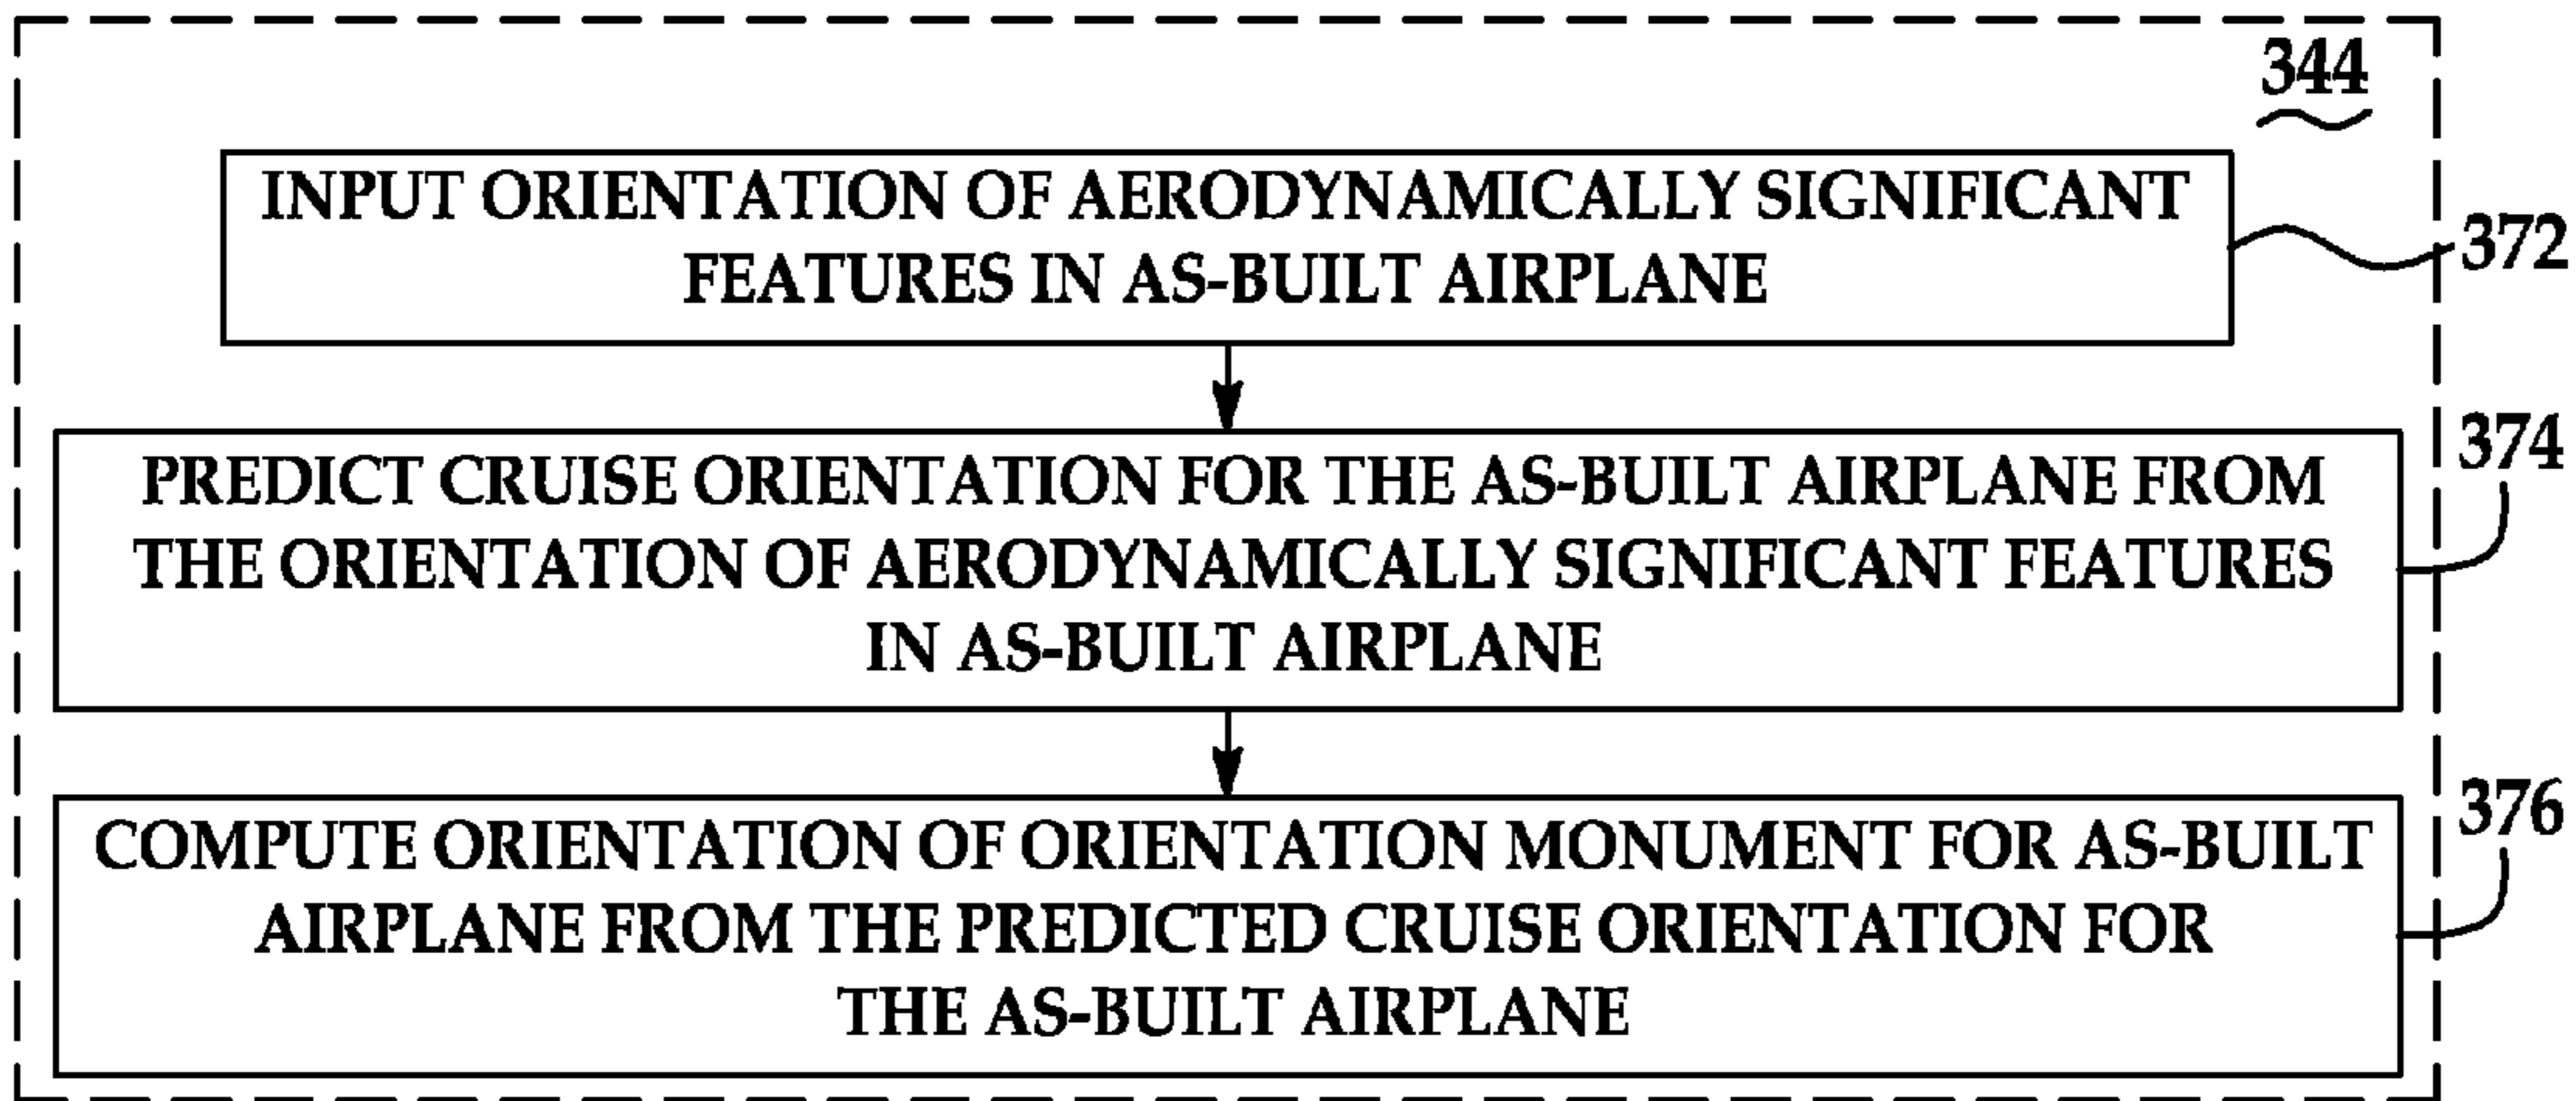 344
INPUT ORIENTATION OF AERODYNAMICALLY SIGNIFICANT
FEATURES IN AS-BUILT AIRPLANE
372
PREDICT CRUISE ORIENTATION FOR THE AS-BUILT AIRPLANE FROM
THE ORIENTATION OF AERODYNAMICALLY SIGNIFICANT FEATURES
IN AS-BUILT AIRPLANE
374
COMPUTE ORIENTATION OF ORIENTATION MONUMENT FOR AS-BUILT
AIRPLANE FROM THE PREDICTED CRUISE ORIENTATION FOR
THE AS-BUILT AIRPLANE
376